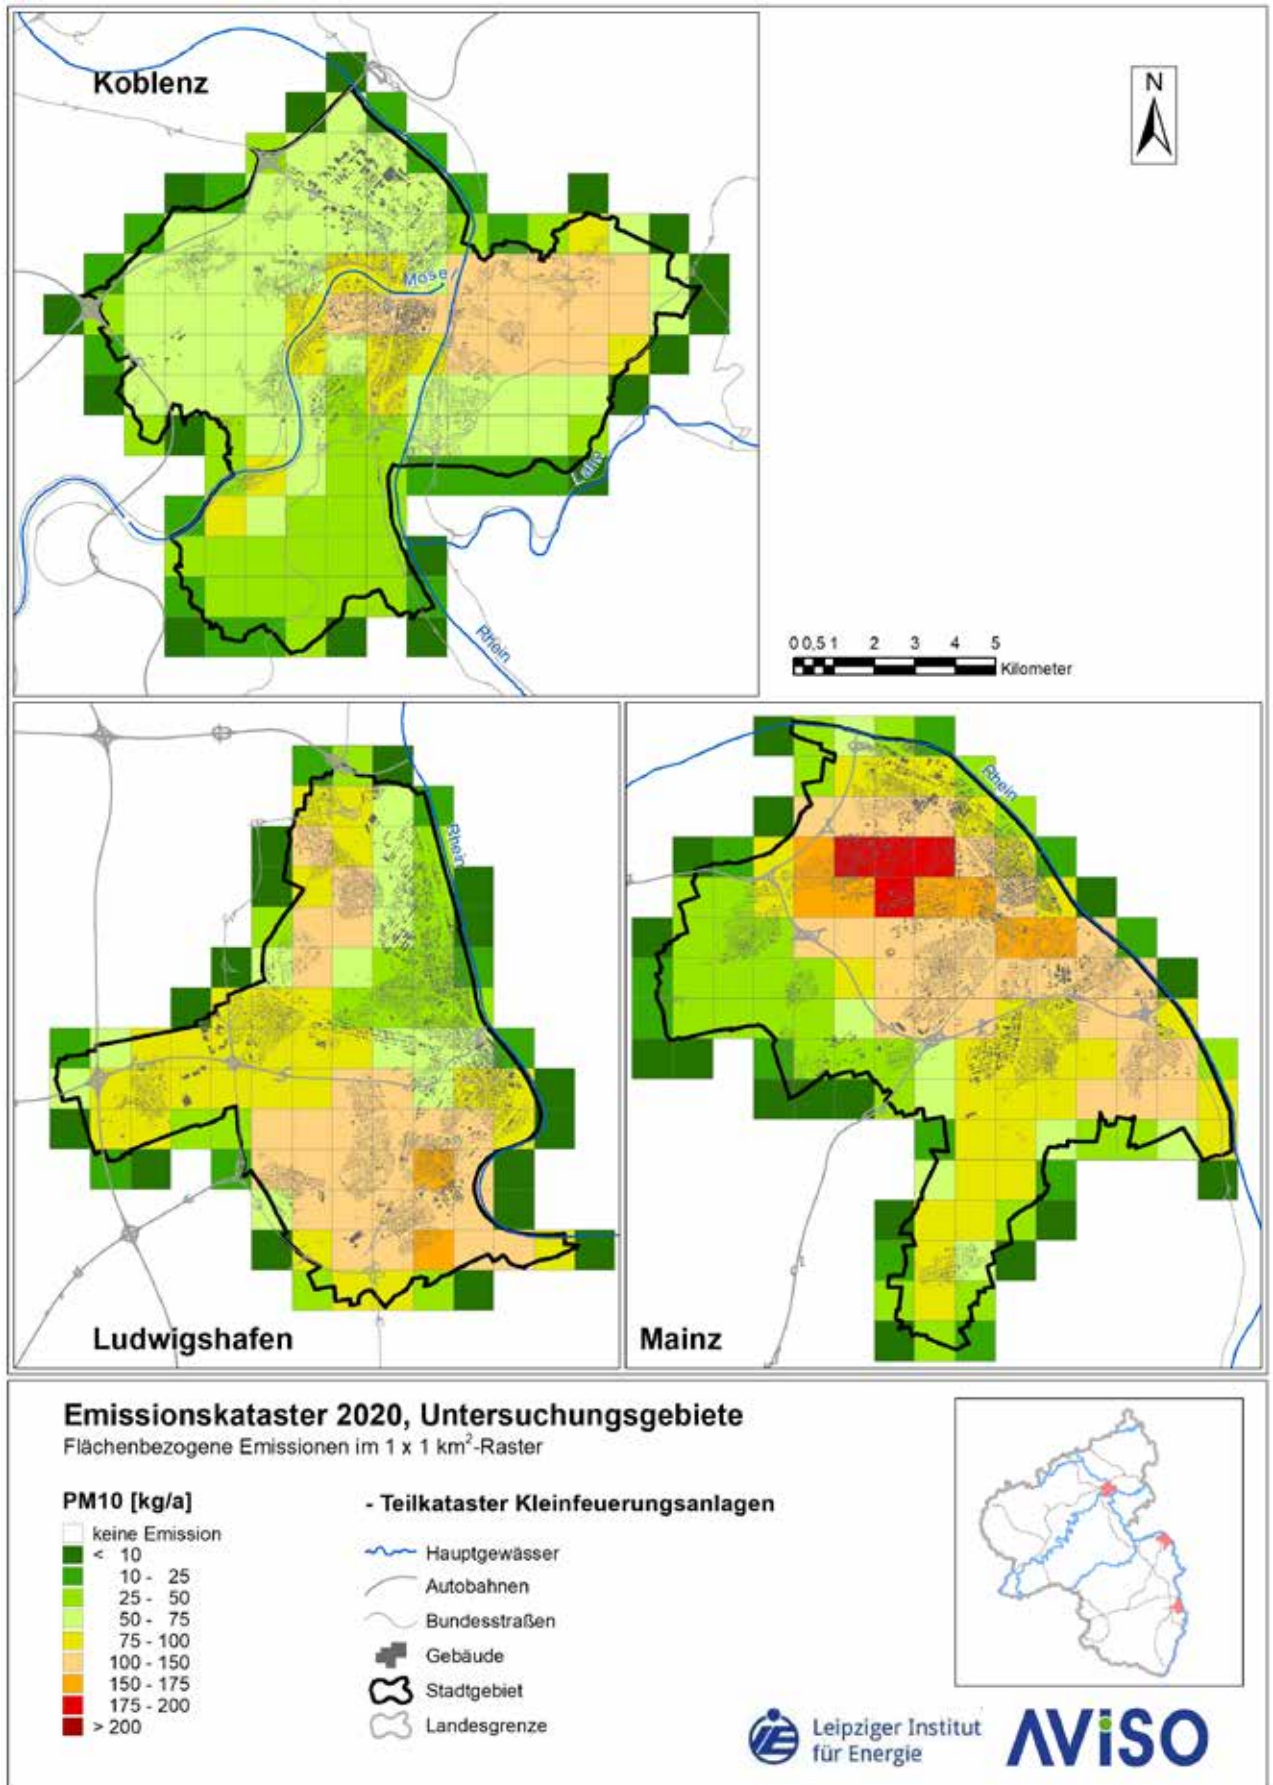 Koblenz
N
Mosel
Lahn
Rhein
0 0,5 1 2 3 4 5
Kilometer
Rhein
Ludwigshafen
Rhein
Mainz
Emissionskataster 2020, Untersuchungsgebiete
Flächenbezogene Emissionen im 1 x 1 km²-Raster
PM10 [kg/a]
keine Emission
< 10
10 - 25
25 - 50
50 - 75
75 - 100
100 - 150
150 - 175
175 - 200
> 200
- Teilkataster Kleinfeuerungsanlagen
Hauptgewässer
Autobahnen
Bundesstraßen
Gebäude
Stadtgebiet
Landesgrenze
Leipziger Institut
für Energie
AViSO